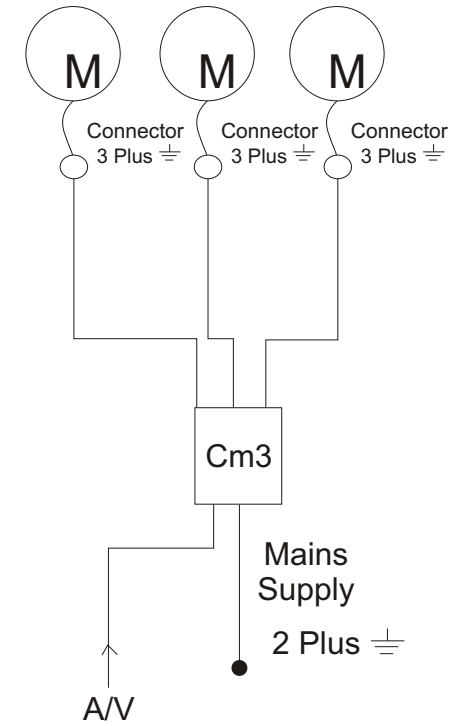 M
M
M
Connector
3 Plus
Connector
3 Plus
Connector
3 Plus
Cm3
Mains
Supply
2 Plus
A/V